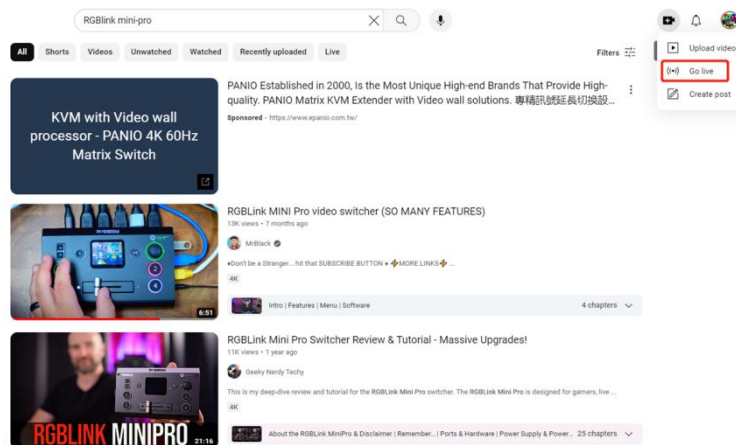 RGBlink mini-pro
All Shorts Videos Unwatched Watched Recently uploaded Live
Filters
Upload video
Go live
Create post
KVM with Video wall
processor - PANIO 4K 60Hz
Matrix Switch
PANIO Established in 2000, Is the Most Unique High-end Brands That Provide High-
quality. PANIO Matrix KVM Extender with Video wall solutions. 專精訊號延長切換設...
Sponsored - https://www.epanio.com.tw/
RGBLink MINI Pro video switcher (SO MANY FEATURES)
13K views • 7 months ago
MrBlack
♦Don't be a Stranger... hit that SUBSCRIBE BUTTON ♦ MORE LINKS ...
4K
6:51
Intro | Features | Menu | Software
4 chapters
RGBLink Mini Pro Switcher Review & Tutorial - Massive Upgrades!
11K views • 1 year ago
Geeky Nerdy Techy
This is my deep-dive review and tutorial for the RGBLink Mini Pro switcher. The RGBLink Mini Pro is designed for gamers, live ...
4K
RGBLINK MINIPRO
21:16
About the RGBLink MiniPro & Disclaimer | Remember... | Ports & Hardware | Power Supply & Power...
25 chapters